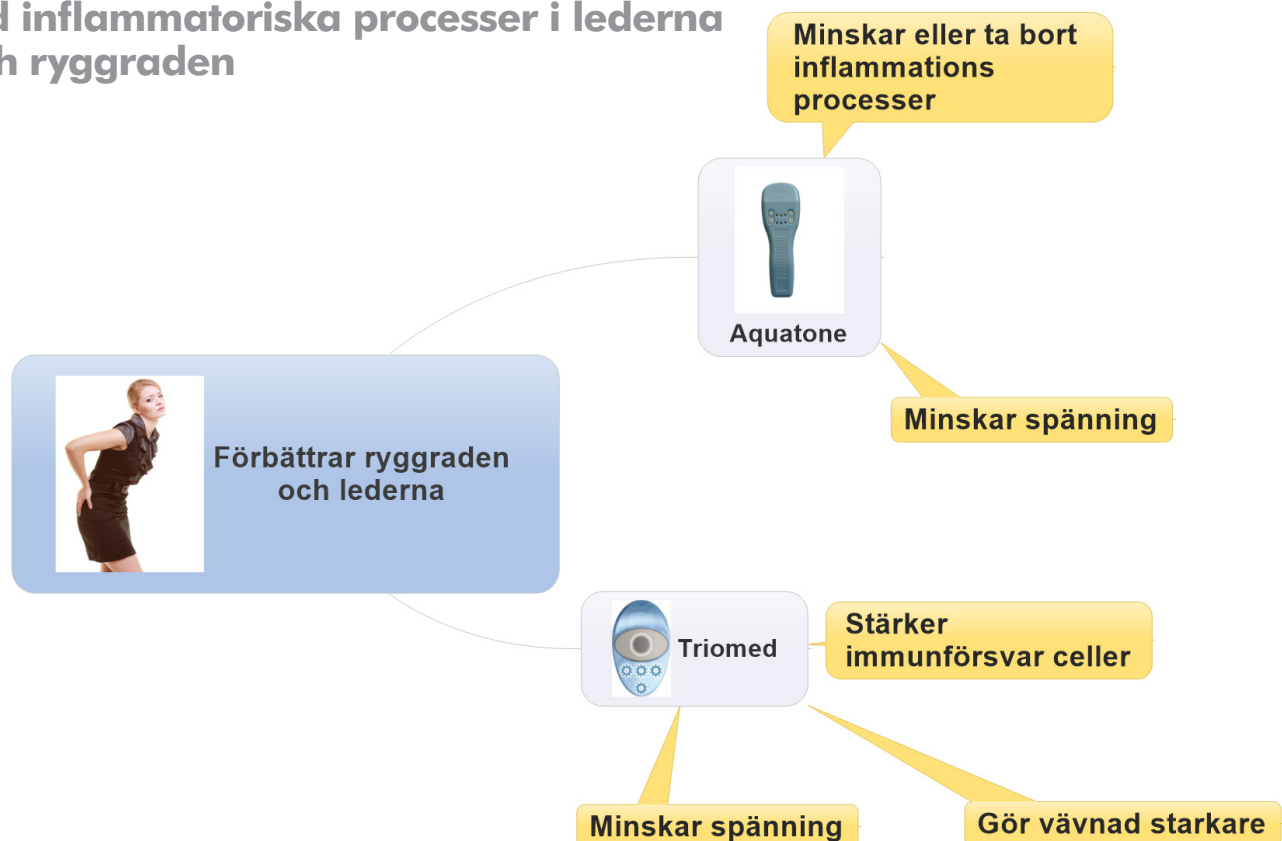 inflammatoriska processer i lederna
ryggraden
Minskar eller ta bort
inflammations
processer
Aquatone
Minskar spänning
Förbättrar ryggraden
och lederna
Triomed
Stärker
immunförsvar celler
Minskar spänning
Gör vävnad starkare